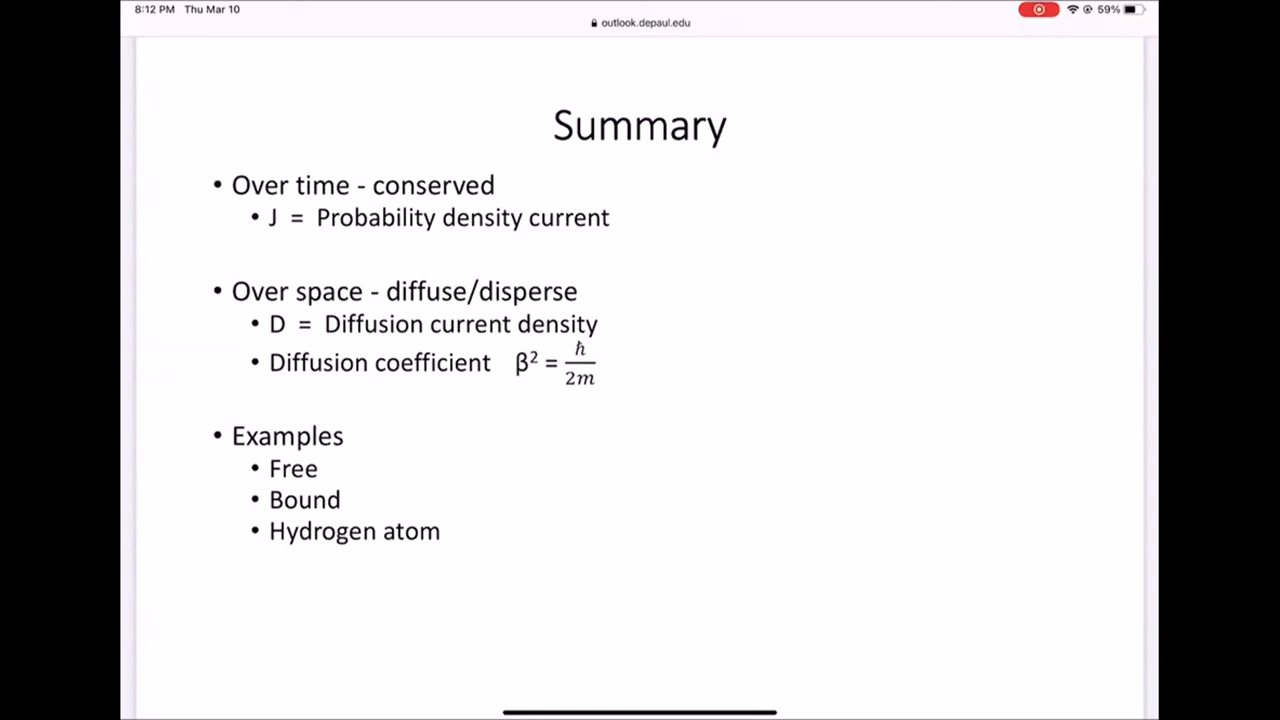 8:12 PM Thu Mar 10
59%
outlook.depaul.edu
Summary
• Over time - conserved
• J = Probability density current
• Over space - diffuse/disperse
• D = Diffusion current density
• Diffusion coefficient β² = ℏ/2m
• Examples
• Free
• Bound
• Hydrogen atom